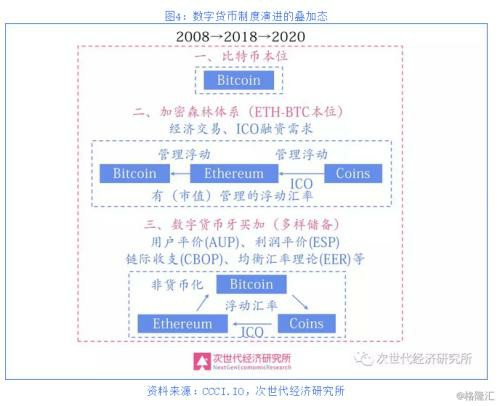 图4：数字货币制度演进的叠加态
2008→2018→2020
一、比特币本位
Bitcoin
二、加密森林体系（ETH-BTC本位）
经济交易、ICO融资需求
管理浮动 管理浮动
Bitcoin Ethereum Coins
ICO
有（市值）管理的浮动汇率
三、数字货币牙买加（多样储备）
用户平价(AUP)、利润平价(ESP)
链际收支(CBOP)、均衡汇率理论(EER)等
非货币化 Bitcoin
浮动汇率
Ethereum Coins
ICO
次世代经济研究所
NextGenEcomomicResearch
次世代经济研究所
资料来源：CCCI.IO，次世代经济研究所
@格隆汇